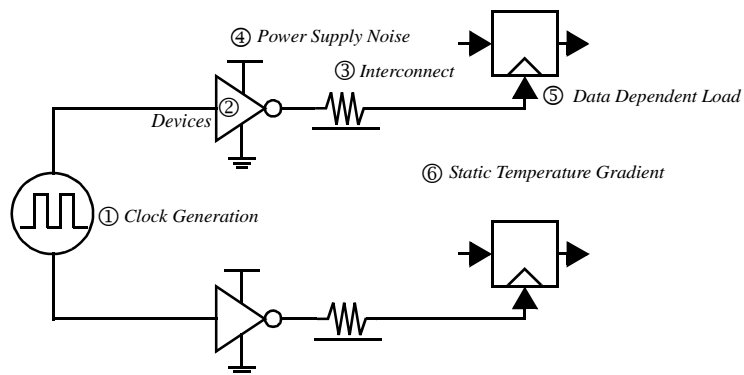 ④ Power Supply Noise
③ Interconnect
② 
Devices
⑤ Data Dependent Load
⑥ Static Temperature Gradient
① Clock Generation